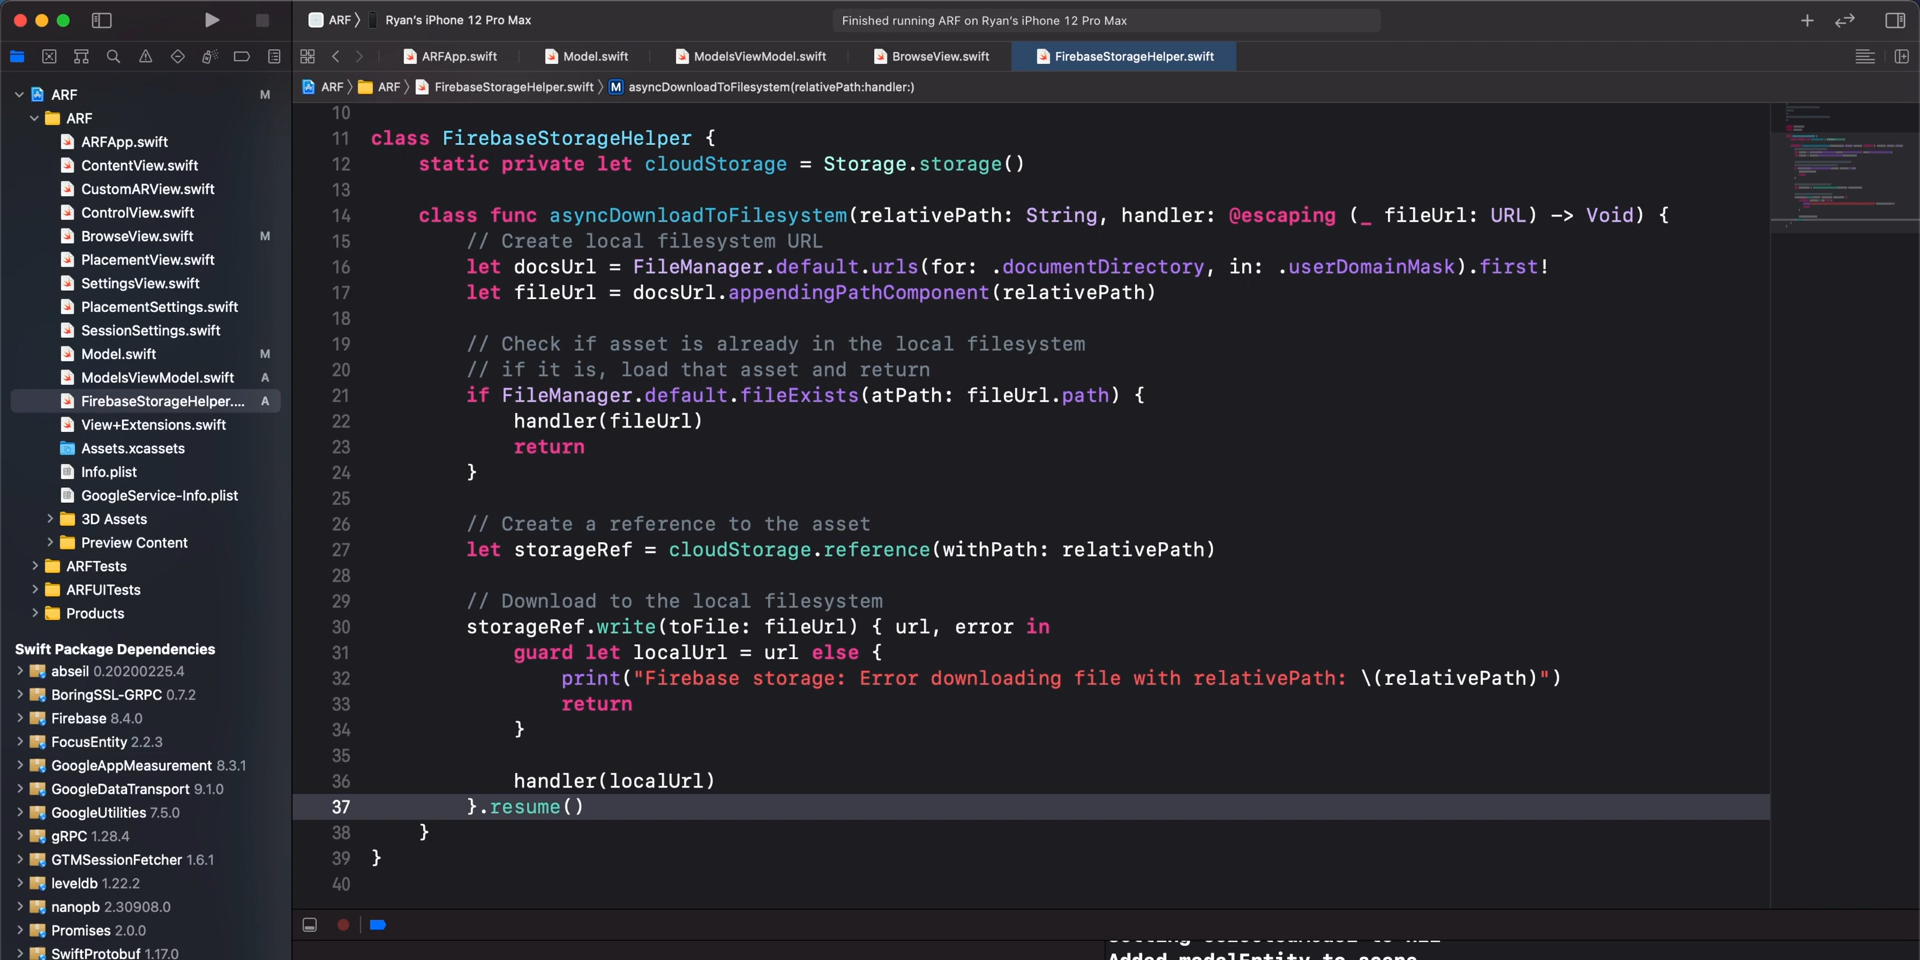 ARF
Ryan's iPhone 12 Pro Max
Finished running ARF on Ryan's iPhone 12 Pro Max
ARFApp.swift
Model.swift
ModelsViewModel.swift
BrowseView.swift
FirebaseStorageHelper.swift
ARF
ARF
FirebaseStorageHelper.swift
M
asyncDownloadToFilesystem(relativePath:handler:)
ARF M
ARF
ARFApp.swift
ContentView.swift
CustomARView.swift
ControlView.swift
BrowseView.swift M
PlacementView.swift
SettingsView.swift
PlacementSettings.swift
SessionSettings.swift
Model.swift M
ModelsViewModel.swift A
FirebaseStorageHelper.... A
View+Extensions.swift
Assets.xcassets
Info.plist
GoogleService-Info.plist
3D Assets
Preview Content
ARFTests
ARFUITests
Products
Swift Package Dependencies
abseil 0.20200225.4
BoringSSL-GRPC 0.7.2
Firebase 8.4.0
FocusEntity 2.2.3
GoogleAppMeasurement 8.3.1
GoogleDataTransport 9.1.0
GoogleUtilities 7.5.0
gRPC 1.28.4
GTMSessionFetcher 1.6.1
leveldb 1.22.2
nanopb 2.30908.0
Promises 2.0.0
SwiftProtobuf 1.17.0
10
11 class FirebaseStorageHelper {
12 static private let cloudStorage = Storage.storage()
13
14 class func asyncDownloadToFilesystem(relativePath: String, handler: @escaping (_ fileUrl: URL) -> Void) {
15 // Create local filesystem URL
16 let docsUrl = FileManager.default.urls(for: .documentDirectory, in: .userDomainMask).first!
17 let fileUrl = docsUrl.appendingPathComponent(relativePath)
18
19 // Check if asset is already in the local filesystem
20 // if it is, load that asset and return
21 if FileManager.default.fileExists(atPath: fileUrl.path) {
22 handler(fileUrl)
23 return
24 }
25
26 // Create a reference to the asset
27 let storageRef = cloudStorage.reference(withPath: relativePath)
28
29 // Download to the local filesystem
30 storageRef.write(toFile: fileUrl) { url, error in
31 guard let localUrl = url else {
32 print("Firebase storage: Error downloading file with relativePath: \(relativePath)")
33 return
34 }
35
36 handler(localUrl)
37 }.resume()
38 }
39 }
40
Added modelEntity to scene